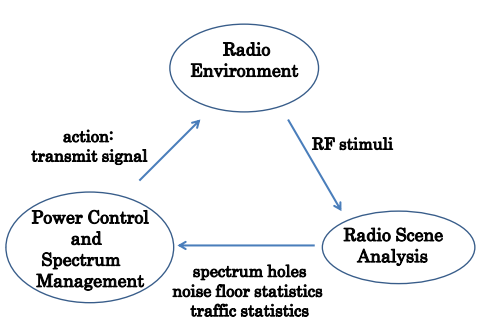 Radio
Environment
action:
transmit signal
RF stimuli
Power Control
and
Spectrum
Management
Radio Scene
Analysis
spectrum holes
noise floor statistics
traffic statistics